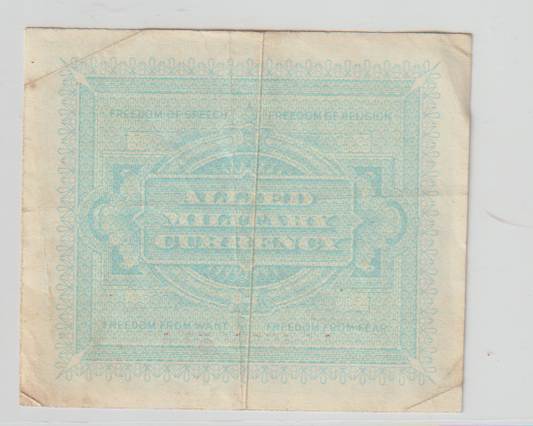 FREEDOM OF SPEECH FREEDOM OF RELIGION
ALLIED
MILITARY
CURRENCY
FREEDOM FROM WANT FREEDOM FROM FEAR